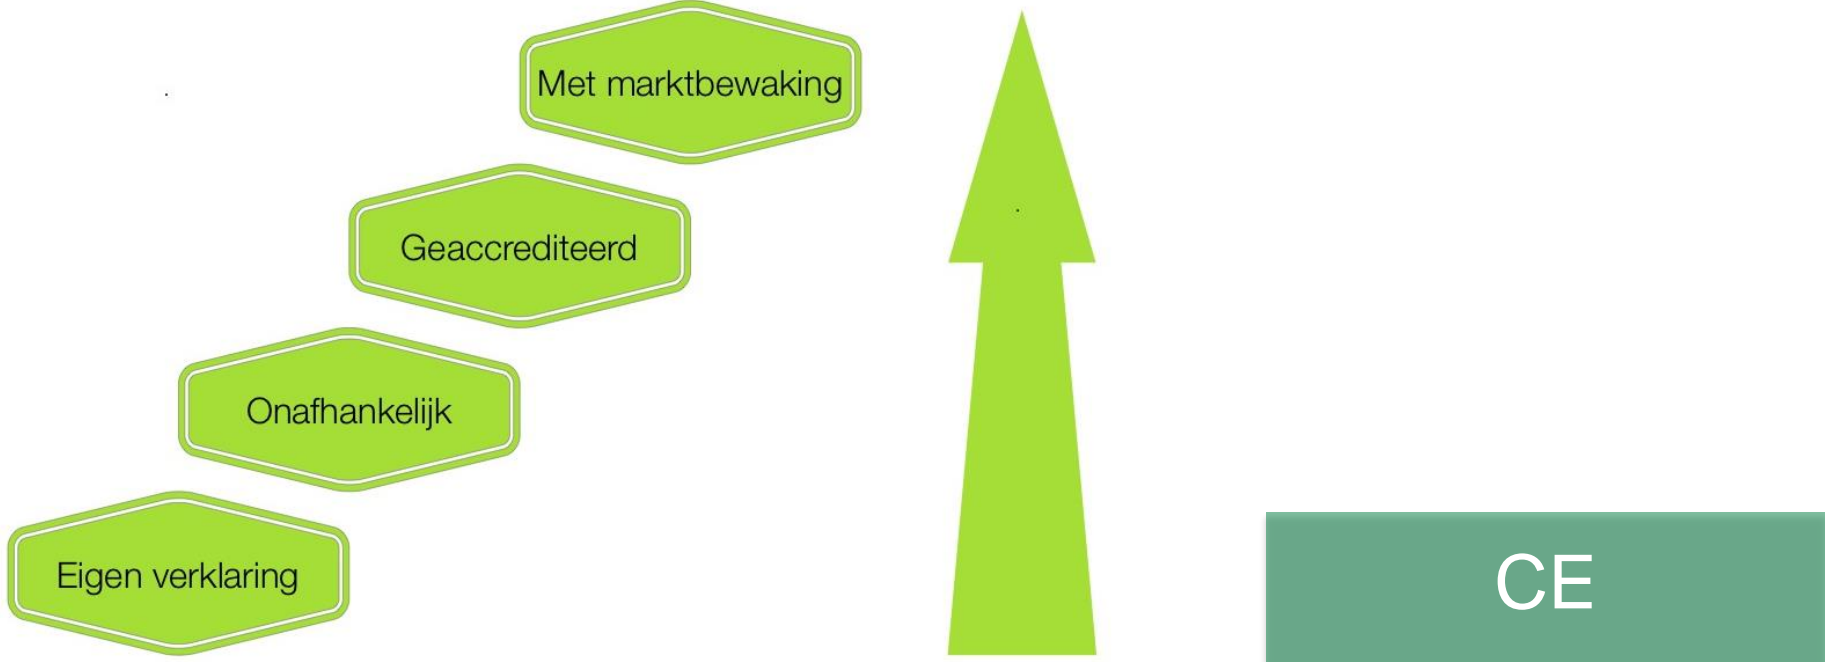 Met marktbewaking
Geaccrediteerd
Onafhankelijk
Eigen verklaring
CE